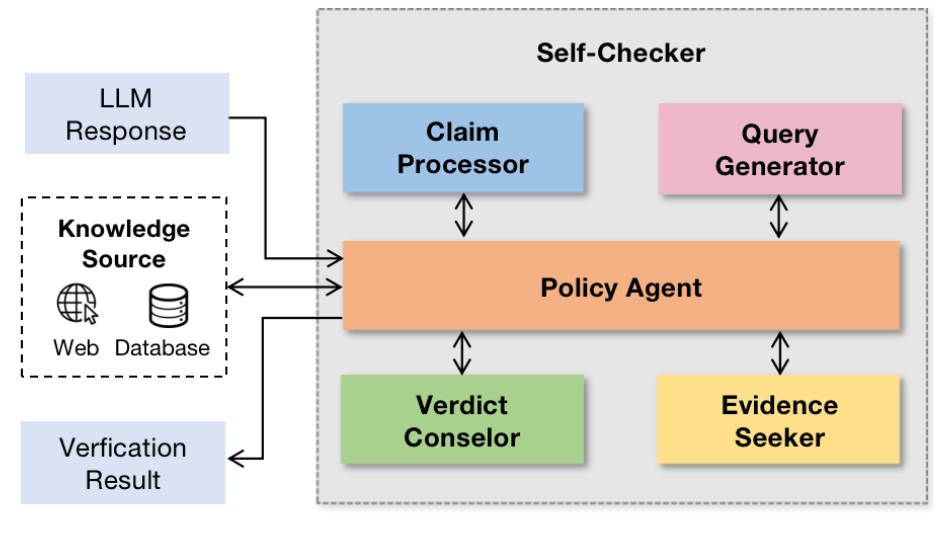 Self-Checker
LLM
Response
Claim
Processor
Query
Generator
Knowledge
Source
Web
Database
Policy Agent
Verdict
Conselor
Evidence
Seeker
Verfication
Result